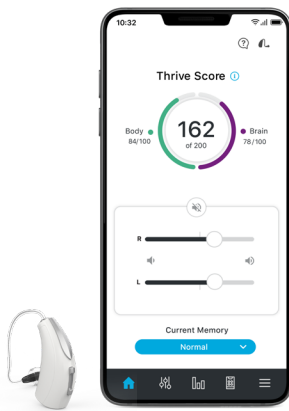 10:32
Thrive Score
Body
84/100
162
of 200
Brain
78/100
R
L
Current Memory
Normal